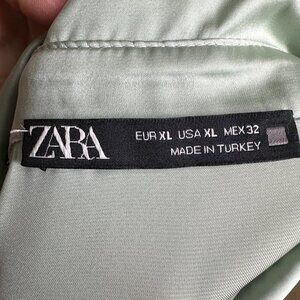 ZARA
EUR XL USA XL MEX 32
MADE IN TURKEY